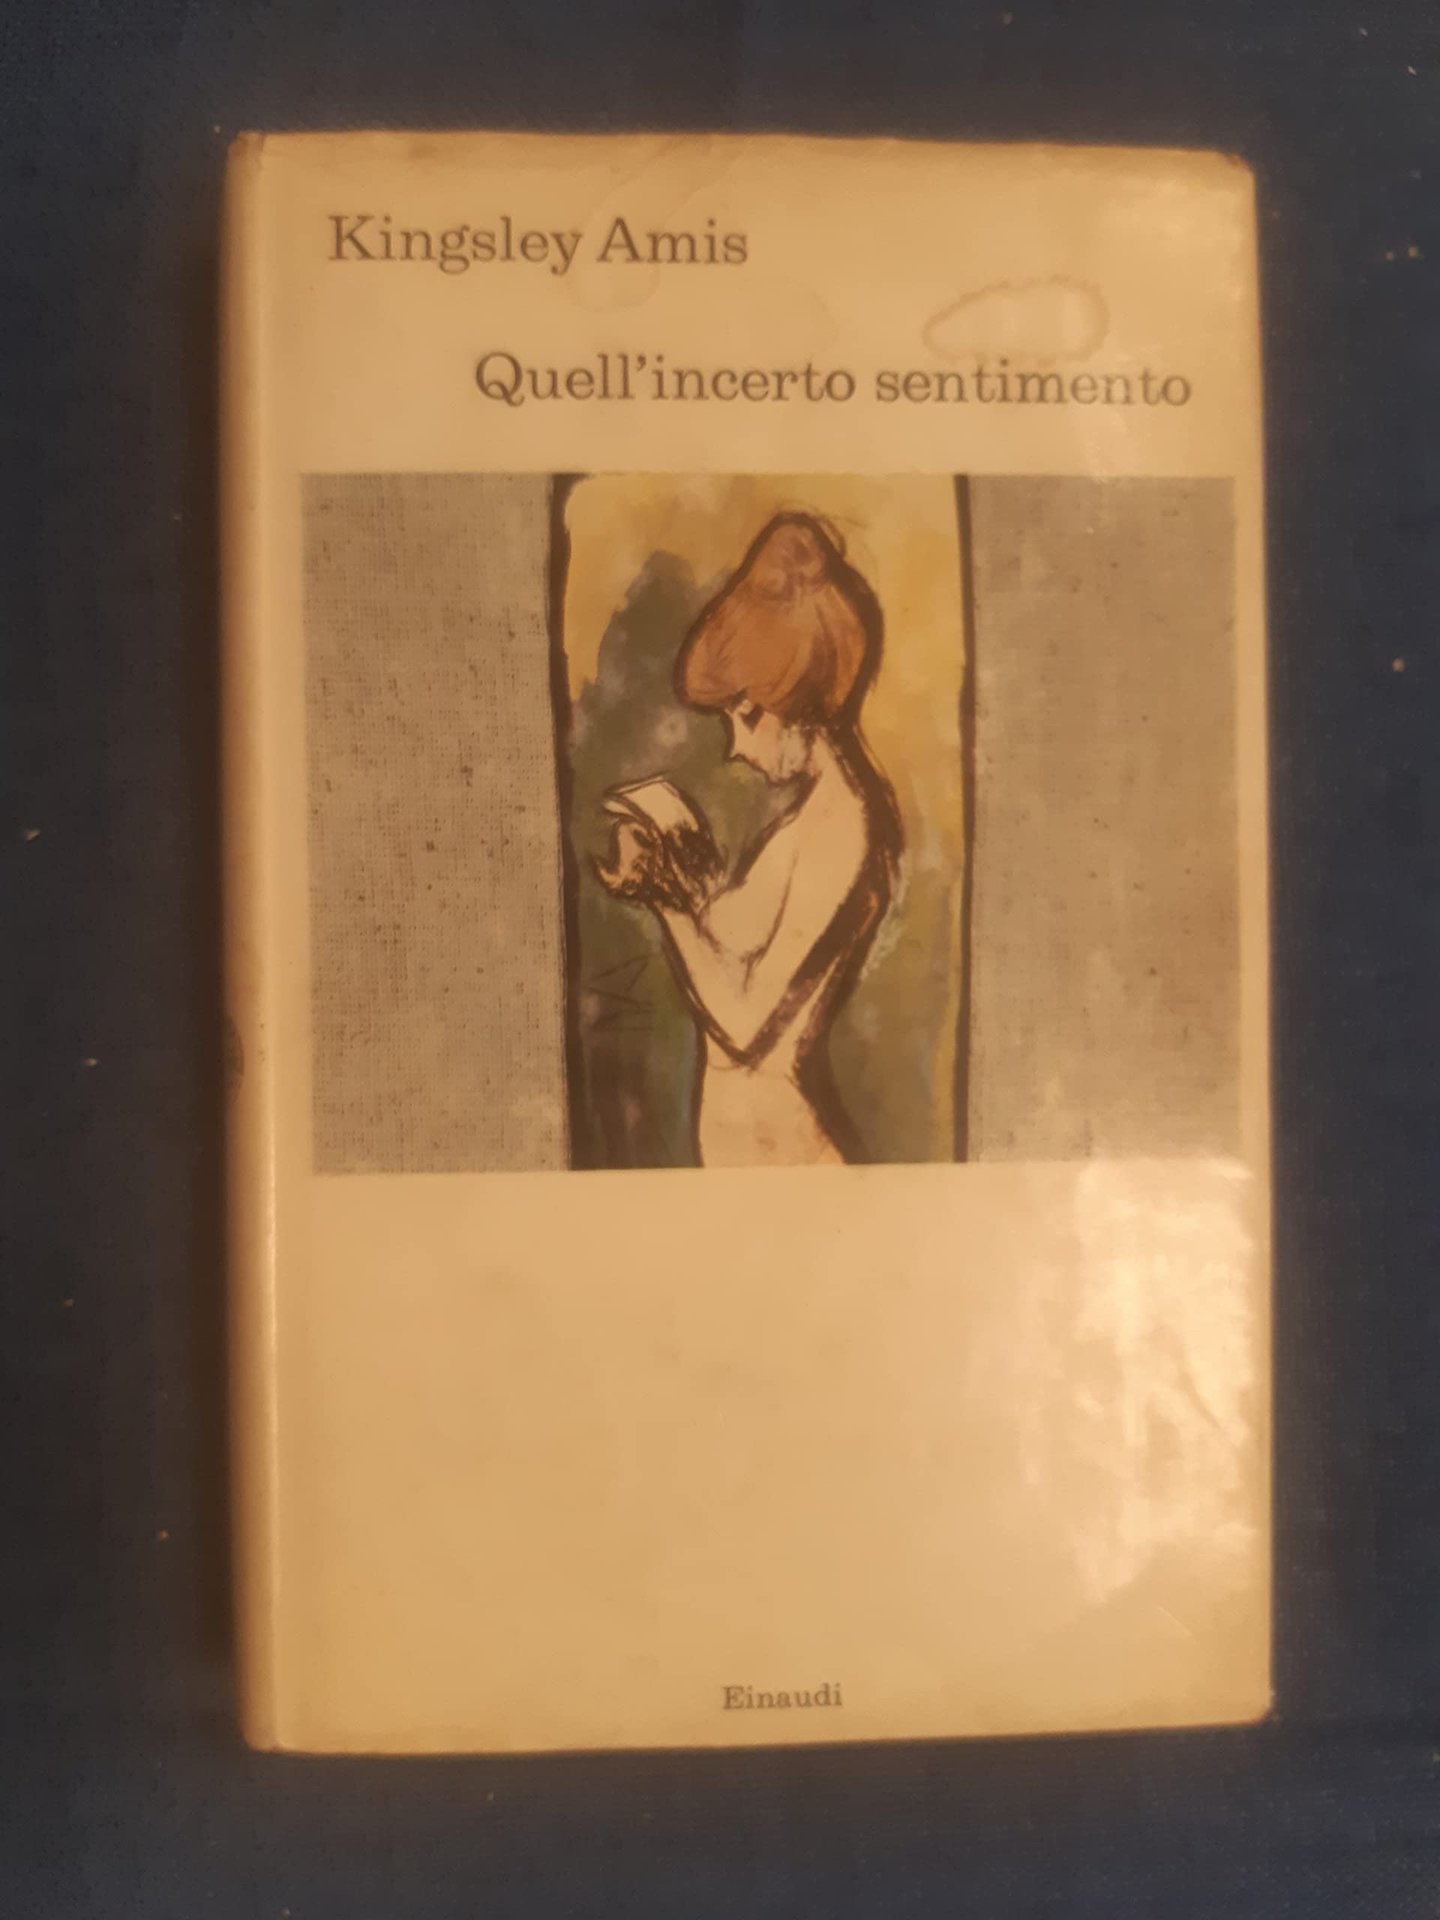 Kingsley Amis
Quell'incerto sentimento
Einaudi